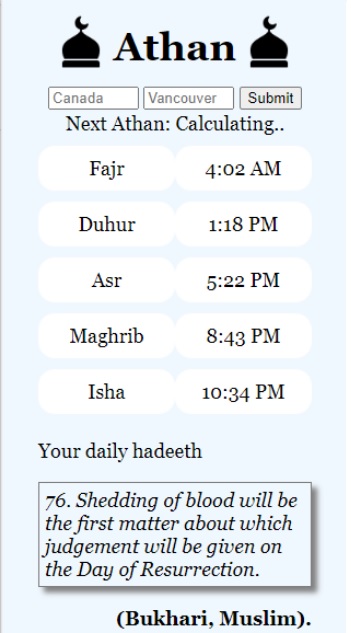 Athan
Canada Vancouver Submit
Next Athan: Calculating..
Fajr 4:02 AM
Duhur 1:18 PM
Asr 5:22 PM
Maghrib 8:43 PM
Isha 10:34 PM
Your daily hadeeth
76. Shedding of blood will be
the first matter about which
judgement will be given on
the Day of Resurrection.
(Bukhari, Muslim).